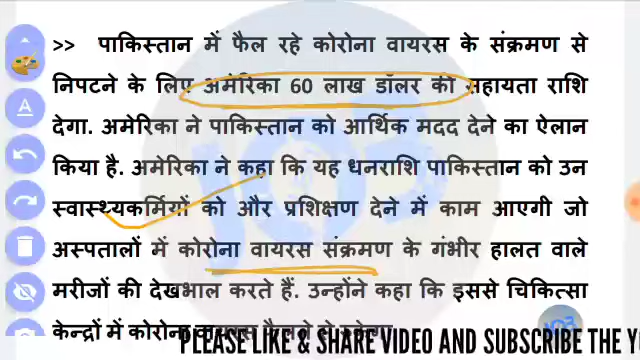 >> पाकिस्तान में फैल रहे कोरोना वायरस के संक्रमण से
निपटने के लिए अमेरिका 60 लाख डॉलर की सहायता राशि
देगा. अमेरिका ने पाकिस्तान को आर्थिक मदद देने का ऐलान
किया है. अमेरिका ने कहा कि यह धनराशि पाकिस्तान को उन
स्वास्थ्यकर्मियों को और प्रशिक्षण देने में काम आएगी जो
अस्पतालों में कोरोना वायरस संक्रमण के गंभीर हालत वाले
मरीजों की देखभाल करते हैं. उन्होंने कहा कि इससे चिकित्सा
केन्द्रों में कोरोना
PLEASE LIKE & SHARE VIDEO AND SUBSCRIBE THE Y